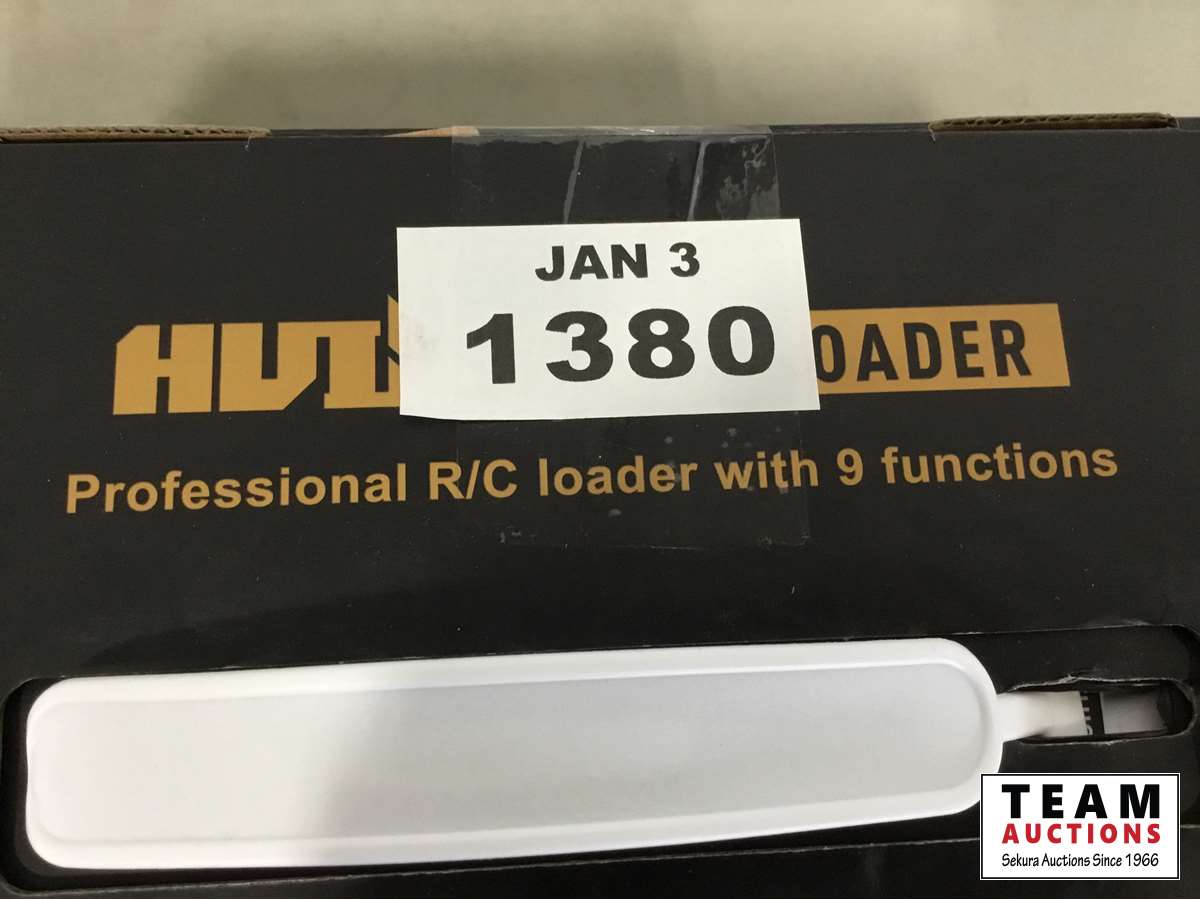 JAN 3
1380
HUI OADER
Professional R/C loader with 9 functions
TEAM
AUCTIONS
Sekura Auctions Since 1966